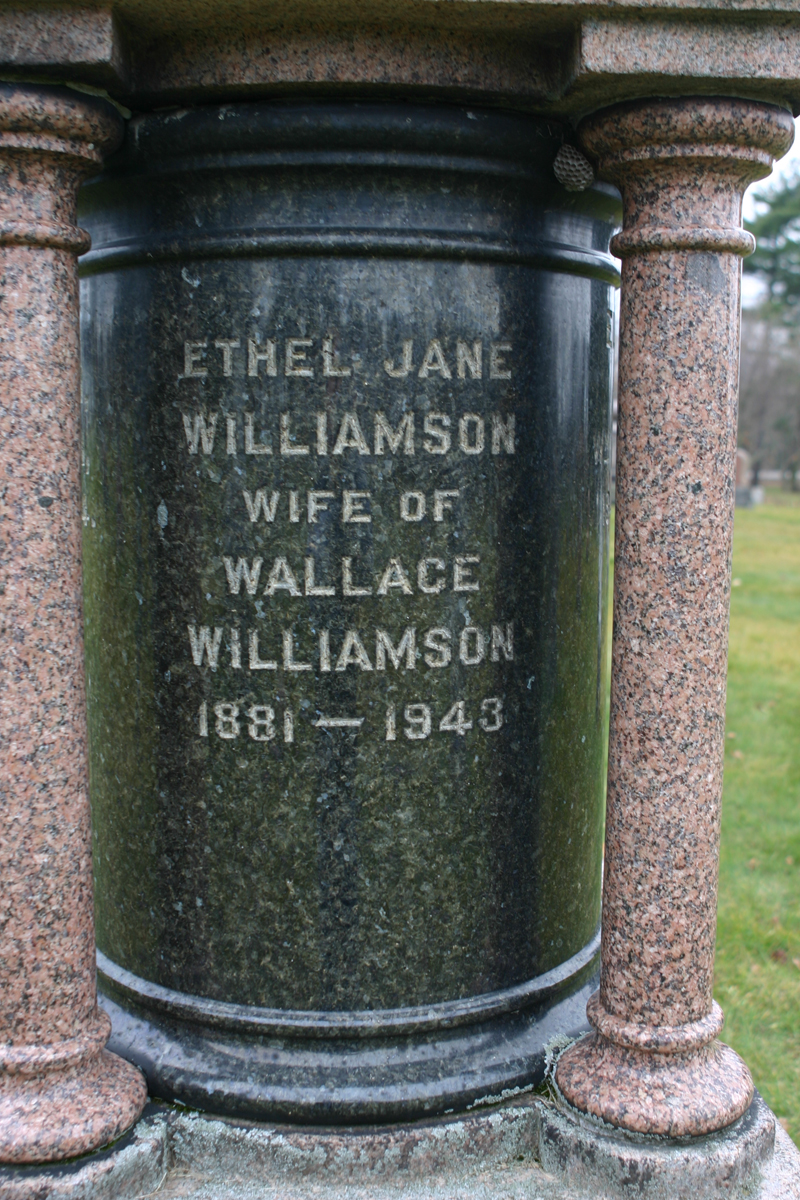 ETHEL JANE
WILLIAMSON
WIFE OF
WALLACE
WILLIAMSON
1881 — 1943